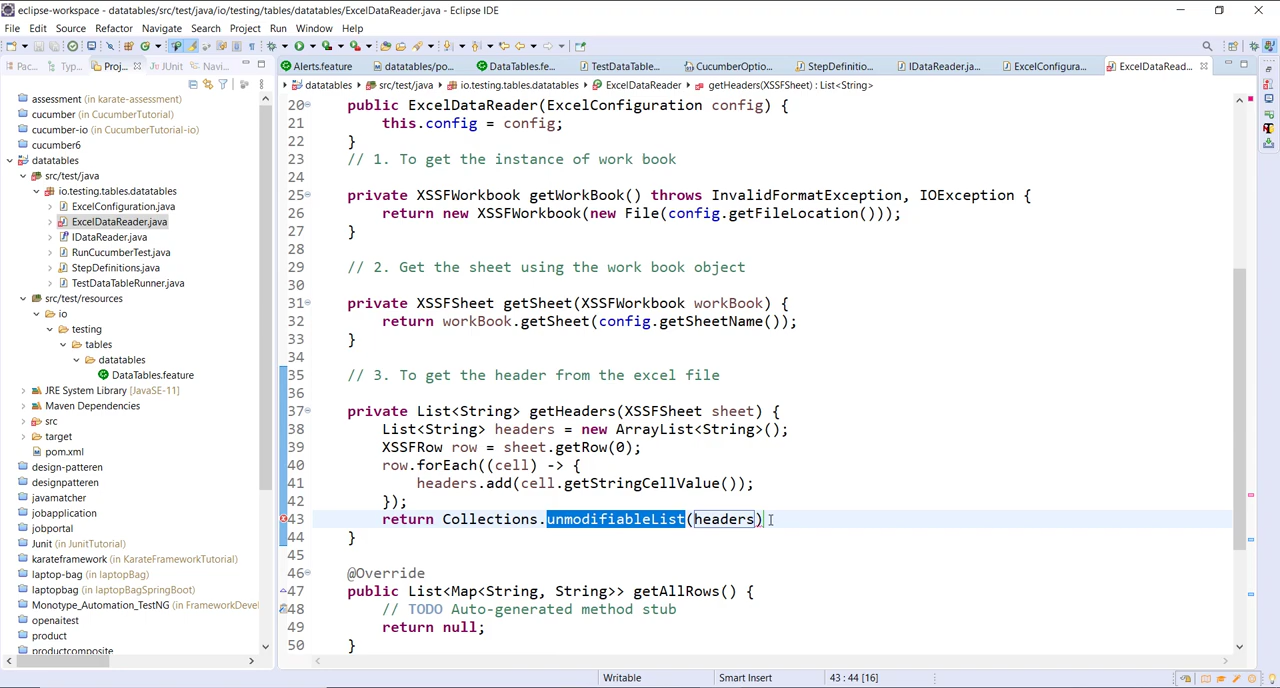 eclipse-workspace - datatables/src/test/java/io/testing/tables/datatables/ExcelDataReader.java - Eclipse IDE
File Edit Source Refactor Navigate Search Project Run Window Help
Pac... Typ... Proj... JUnit Navi...
Alerts.feature datatables/po... DataTables.fe... TestDataTable... CucumberOptio... StepDefinitio... IDataReader.ja... ExcelConfigura... ExcelDataRead...
datatables src/test/java io.testing.tables.datatables ExcelDataReader getHeaders(XSSFSheet) : List<String>
assessment (in karate-assessment)
cucumber (in CucumberTutorial)
cucumber-io (in CucumberTutorial-io)
cucumber6
datatables
src/test/java
io.testing.tables.datatables
ExcelConfiguration.java
ExcelDataReader.java
IDataReader.java
RunCucumberTest.java
StepDefinitions.java
TestDataTableRunner.java
src/test/resources
io
testing
tables
datatables
DataTables.feature
JRE System Library [JavaSE-11]
Maven Dependencies
src
target
pom.xml
design-patteren
designpatteren
javamatcher
jobapplication
jobportal
Junit (in JunitTutorial)
karateframework (in KarateFrameworkTutorial)
laptop-bag (in laptopBag)
laptopbag (in laptopBagSpringBoot)
Monotype_Automation_TestNG (in FrameworkDevel
openaitest
product
productcomposite
20 public ExcelDataReader(ExcelConfiguration config) {
21 this.config = config;
22 }
23 // 1. To get the instance of work book
24
25 private XSSFWorkbook getWorkBook() throws InvalidFormatException, IOException {
26 return new XSSFWorkbook(new File(config.getFileLocation()));
27 }
28
29 // 2. Get the sheet using the work book object
30
31 private XSSFSheet getSheet(XSSFWorkbook workBook) {
32 return workBook.getSheet(config.getSheetName());
33 }
34
35 // 3. To get the header from the excel file
36
37 private List<String> getHeaders(XSSFSheet sheet) {
38 List<String> headers = new ArrayList<String>();
39 XSSFRow row = sheet.getRow(0);
40 row.forEach((cell) -> {
41 headers.add(cell.getStringCellValue());
42 });
43 return Collections.unmodifiableList(headers)
44 }
45
46 @Override
47 public List<Map<String, String>> getAllRows() {
48 // TODO Auto-generated method stub
49 return null;
50 }
Writable Smart Insert 43 : 44 [16]